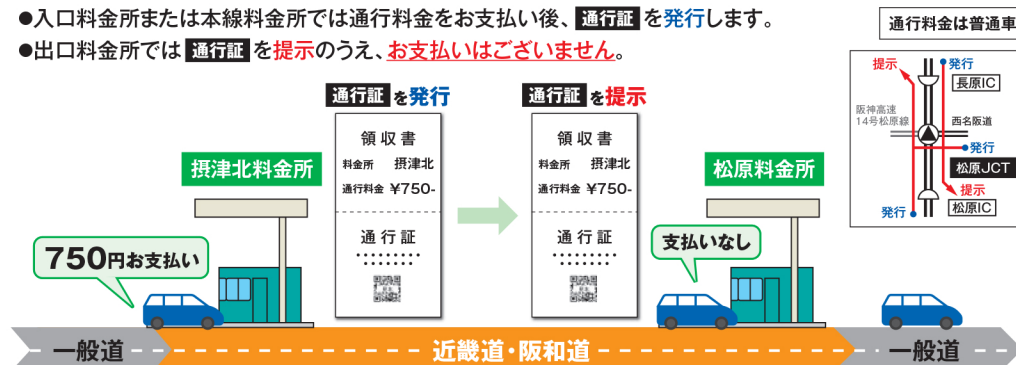 ●入口料金所または本線料金所では通行料金をお支払い後、通行証を発行します。
●出口料金所では通行証を提示のうえ、お支払いはございません。
通行料金は普通車
通行証を発行
領収書
料金所 摂津北
通行料金 ¥750-
通行証
通行証を提示
領収書
料金所 摂津北
通行料金 ¥750-
通行証
摂津北料金所
750円お支払い
松原料金所
支払いなし
一般道
近畿道・阪和道
一般道
提示
発行
長原IC
阪神高速
14号松原線
西名阪道
発行
松原JCT
提示
松原IC
発行